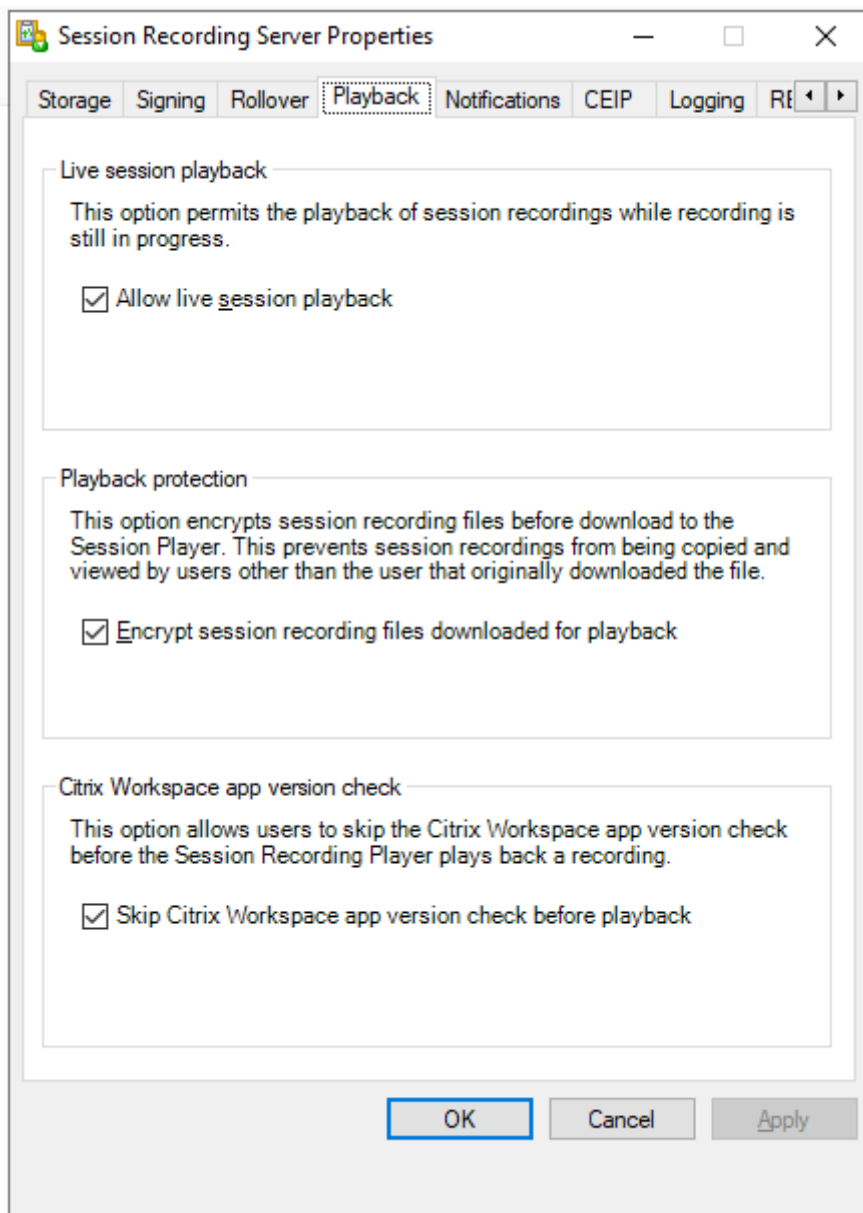 Session Recording Server Properties
Storage Signing Rollover Playback Notifications CEIP Logging
Live session playback
This option permits the playback of session recordings while recording is
still in progress.
Allow live session playback
Playback protection
This option encrypts session recording files before download to the
Session Player. This prevents session recordings from being copied and
viewed by users other than the user that originally downloaded the file.
Encrypt session recording files downloaded for playback
Citrix Workspace app version check
This option allows users to skip the Citrix Workspace app version check
before the Session Recording Player plays back a recording.
Skip Citrix Workspace app version check before playback
OK Cancel Apply